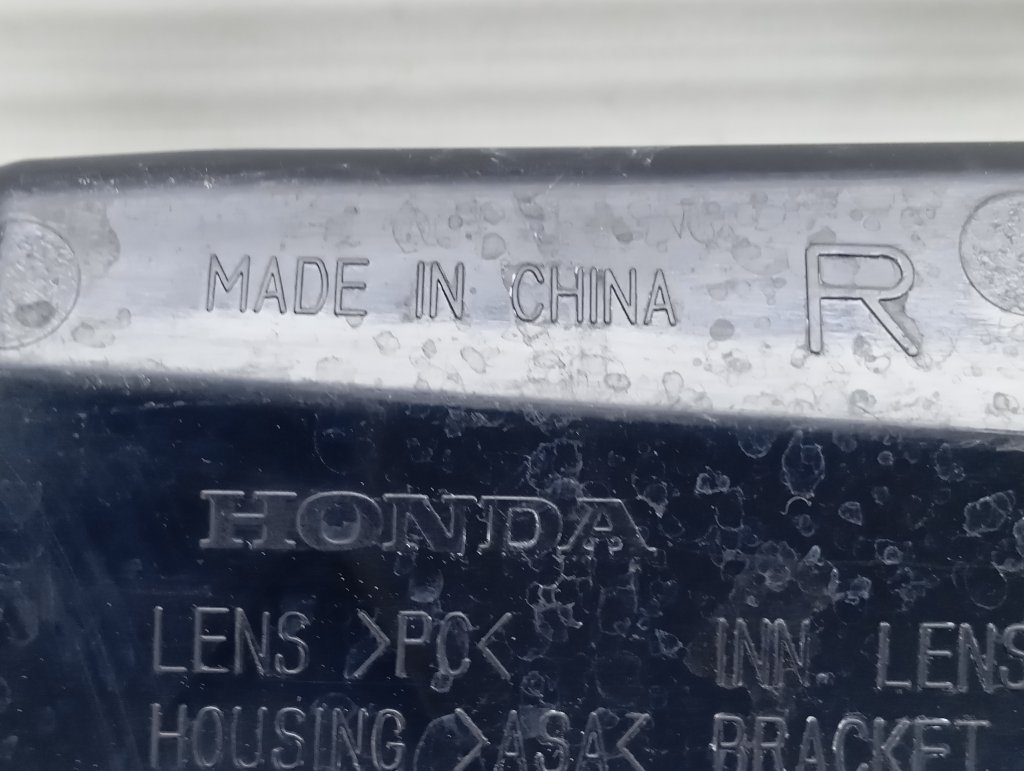 MADE IN CHINA R
HONDA
LENS >PC< INN. LENS
HOUSING >ASA< BRACKET